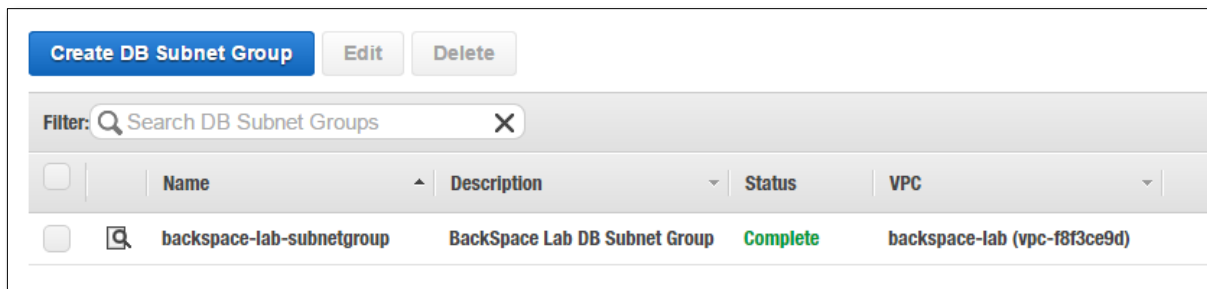 Create DB Subnet Group Edit Delete
Filter: Search DB Subnet Groups
Name Description Status VPC
backspace-lab-subnetgroup BackSpace Lab DB Subnet Group Complete backspace-lab (vpc-f8f3ce9d)